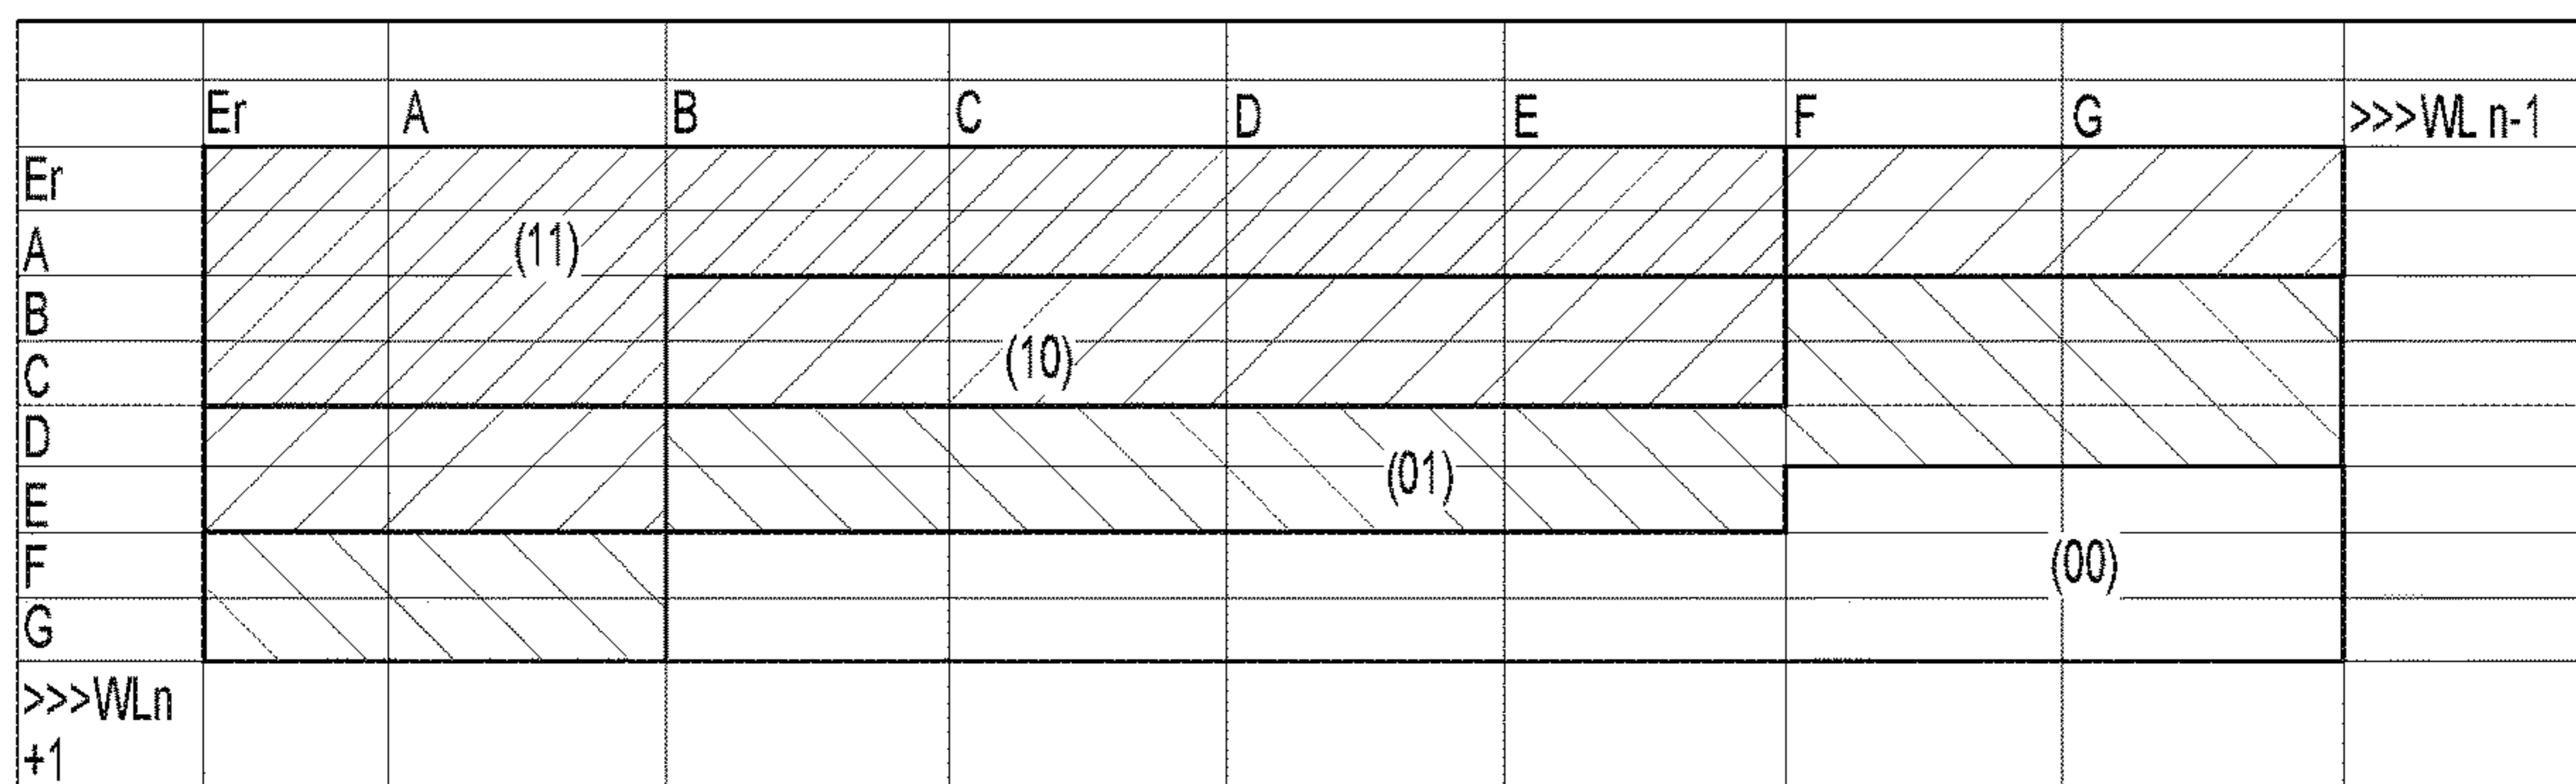 Er A B C D E F G >>>WL n-1
Er
A (11)
B
C (10)
D
E (01)
F (00)
G
>>>WLn
+1